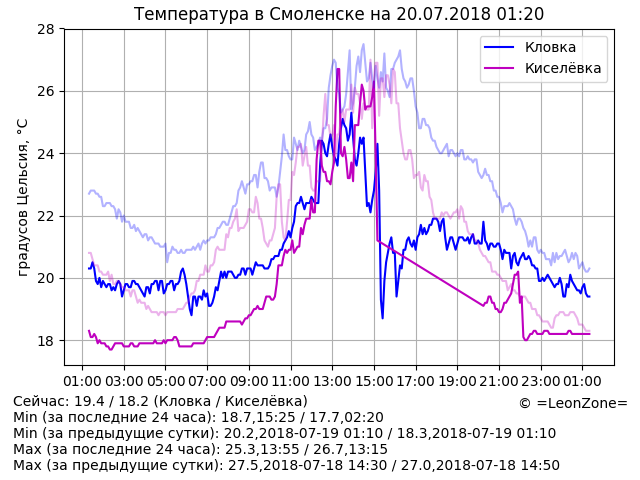 Температура в Смоленске на 20.07.2018 01:20
Кловка
Киселёвка
градусов Цельсия, °C
28
26
24
22
20
18
01:00 03:00 05:00 07:00 09:00 11:00 13:00 15:00 17:00 19:00 21:00 23:00 01:00
Сейчас: 19.4 / 18.2 (Кловка / Киселёвка)
© =LeonZone=
Min (за последние 24 часа): 18.7,15:25 / 17.7,02:20
Min (за предыдущие сутки): 20.2,2018-07-19 01:10 / 18.3,2018-07-19 01:10
Max (за последние 24 часа): 25.3,13:55 / 26.7,13:15
Max (за предыдущие сутки): 27.5,2018-07-18 14:30 / 27.0,2018-07-18 14:50